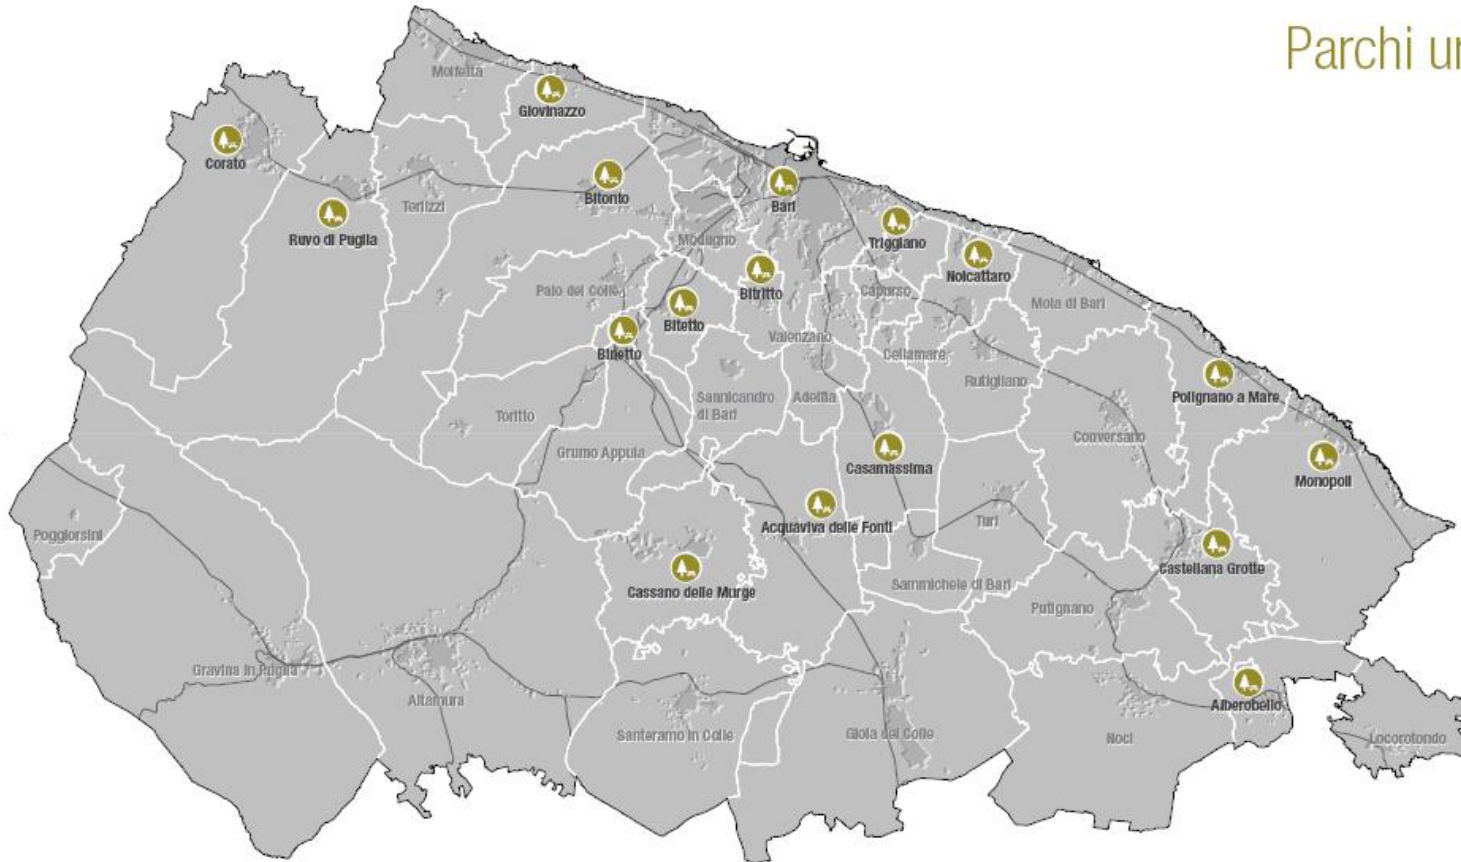 Parchi ur
Molfetta
Giovinazzo
Corato
Terlizzi
Bitonto
Bari
Ruvo di Puglia
Triggiano
Modugno
Noicattaro
Palo del Colle
Bitetto
Bitritto
Capurso
Mola di Bari
Binetto
Valenzano
Cellamare
Rutigliano
Sannicandro
di Bari
Adelfia
Polignano a Mare
Toritto
Conversano
Grumo Appula
Casamassima
Monopoli
Poggiorsini
Acquaviva delle Fonti
Turi
Castellana Grotte
Cassano delle Murge
Sammichele di Bari
Putignano
Gravina in Puglia
Altamura
Alberobello
Santeramo in Colle
Gioia del Colle
Noci
Locorotondo